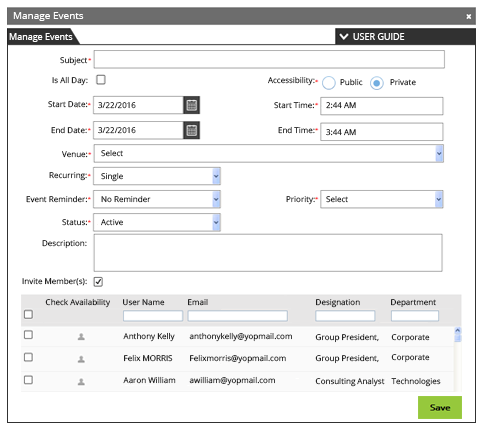 Manage Events
Manage Events USER GUIDE
Subject*
Is All Day: Accessibility:* Public Private
Start Date:* 3/22/2016 Start Time:* 2:44 AM
End Date:* 3/22/2016 End Time:* 3:44 AM
Venue:* Select
Recurring:* Single
Event Reminder:* No Reminder Priority:* Select
Status:* Active
Description:
Invite Member(s):
Check Availability User Name Email Designation Department
Anthony Kelly anthonykelly@yopmail.com Group President, Corporate
Felix MORRIS Felixmorris@yopmail.com Group President, Corporate
Aaron William awilliam@yopmail.com Consulting Analyst Technologies
Save